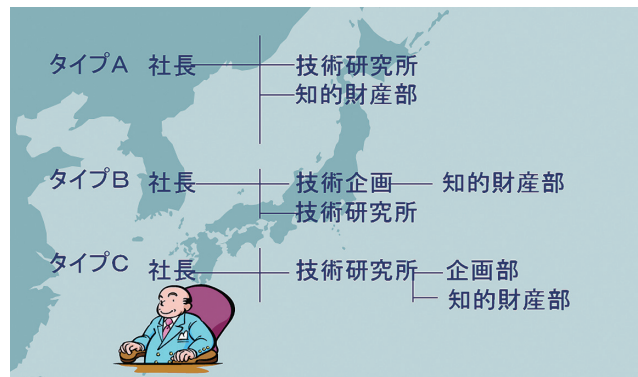 タイプA 社長 技術研究所
知的財産部
タイプB 社長 技術企画 知的財産部
技術研究所
タイプC 社長 技術研究所 企画部
知的財産部